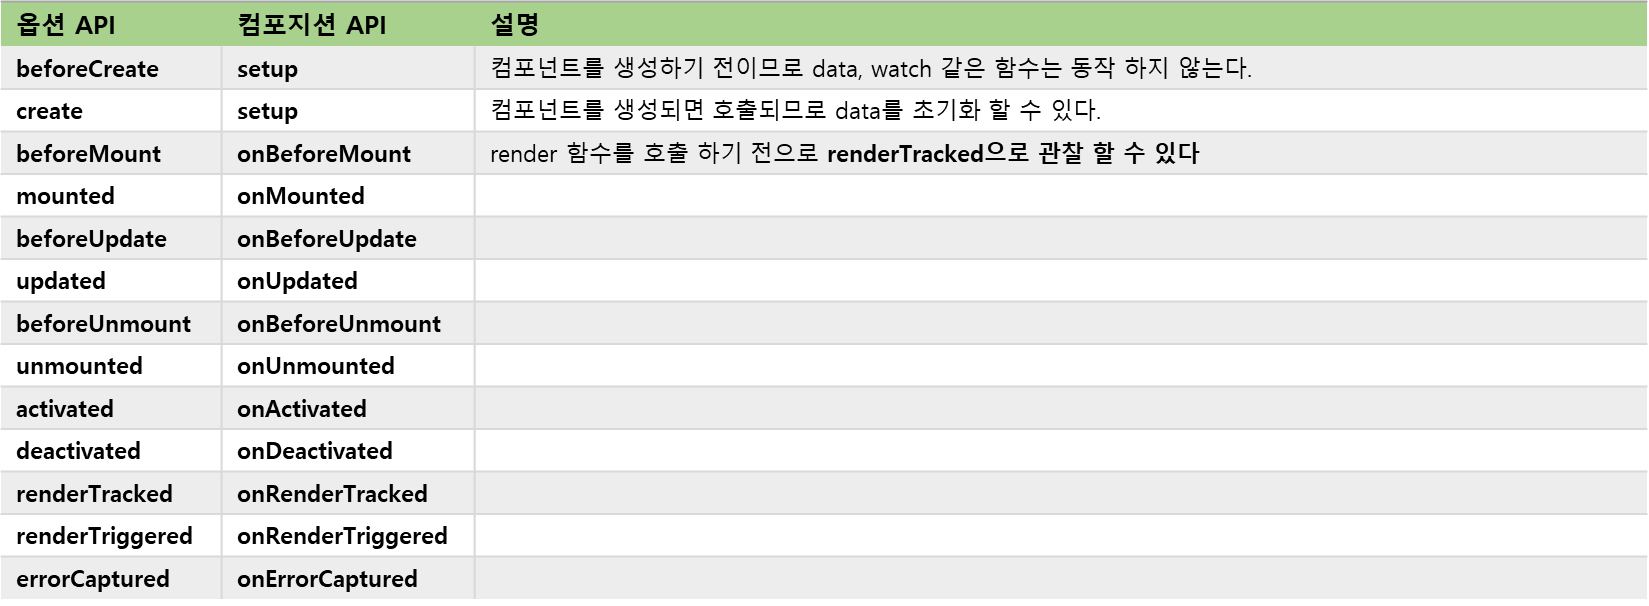 옵션 API 컴포지션 API 설명
beforeCreate setup 컴포넌트를 생성하기 전이므로 data, watch 같은 함수는 동작 하지 않는다.
create setup 컴포넌트를 생성되면 호출되므로 data를 초기화 할 수 있다.
beforeMount onBeforeMount render 함수를 호출 하기 전으로 renderTracked으로 관찰 할 수 있다
mounted onMounted
beforeUpdate onBeforeUpdate
updated onUpdated
beforeUnmount onBeforeUnmount
unmounted onUnmounted
activated onActivated
deactivated onDeactivated
renderTracked onRenderTracked
renderTriggered onRenderTriggered
errorCaptured onErrorCaptured